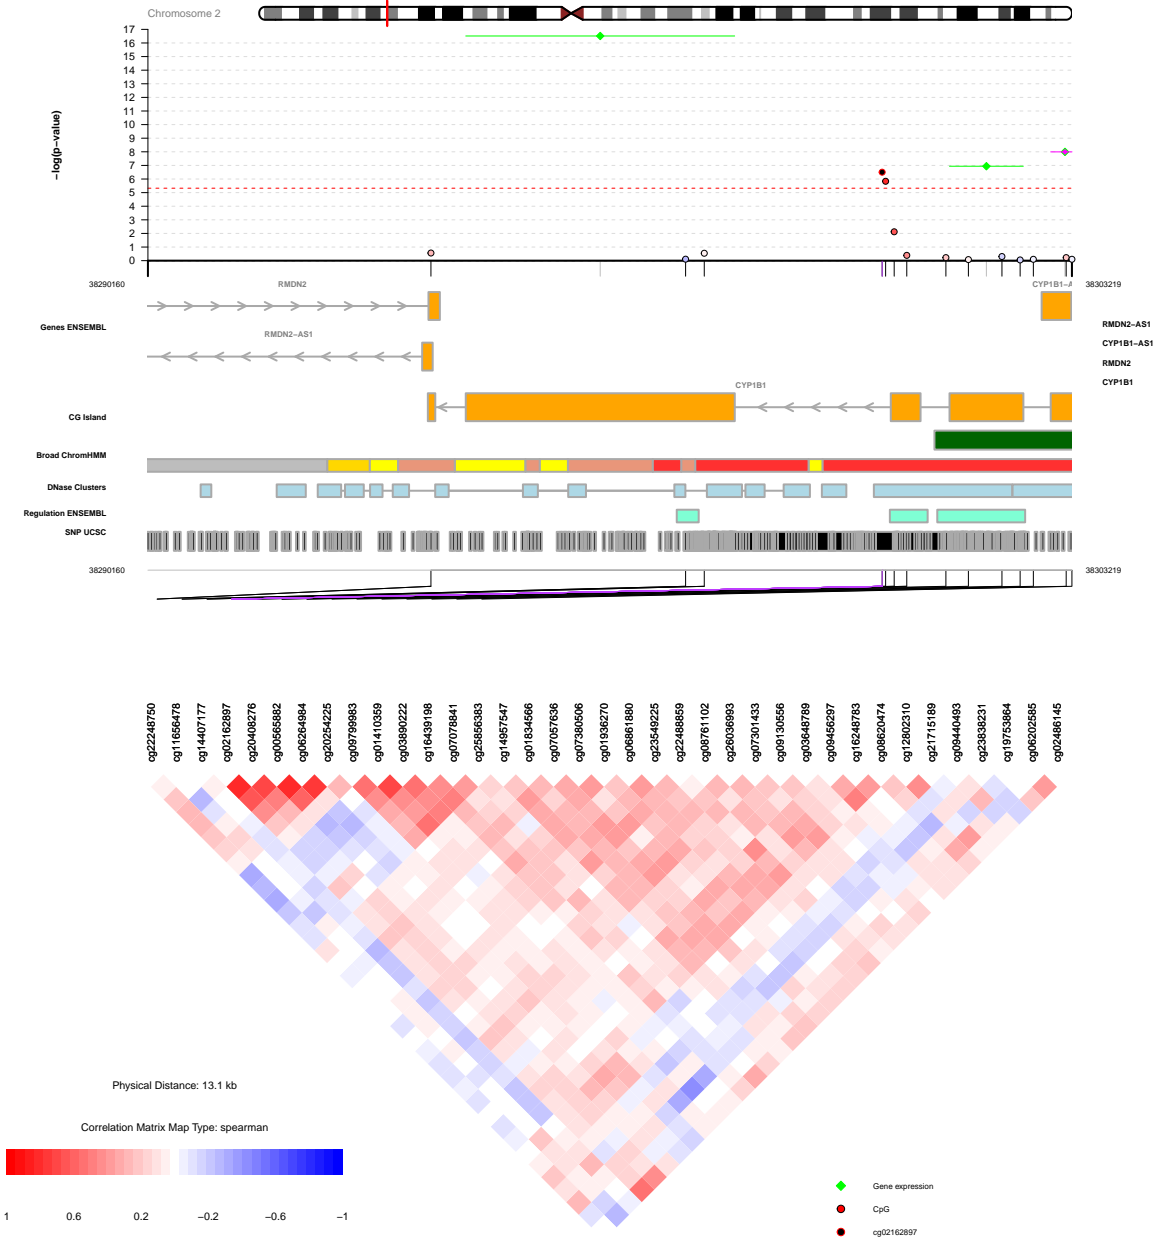 Chromosome 2
17
16
15
14
13
12
11
10
9
8
7
6
5
4
3
2
1
0
−log(p−value)
38290160
38303219
RMDN2
CYP1B1−A
Genes ENSEMBL
RMDN2−AS1
RMDN2−AS1
CYP1B1−AS1
RMDN2
CYP1B1
CYP1B1
CG Island
Broad ChromHMM
DNase Clusters
Regulation ENSEMBL
SNP UCSC
38290160
38303219
cg22248750
cg11656478
cg14407177
cg02162897
cg20408276
cg00565882
cg06264984
cg20254225
cg09799983
cg01410359
cg03890222
cg16439198
cg07078841
cg25856383
cg14957547
cg01834566
cg07057636
cg07380506
cg01936270
cg06861880
cg23549225
cg22488859
cg08761102
cg26036993
cg07301433
cg09130556
cg03648789
cg09456297
cg16248783
cg08620474
cg12802310
cg21715189
cg09440493
cg23838231
cg19753864
cg06202585
cg02486145
Physical Distance: 13.1 kb
Correlation Matrix Map Type: spearman
1
0.6
0.2
−0.2
−0.6
−1
Gene expression
CpG
cg02162897